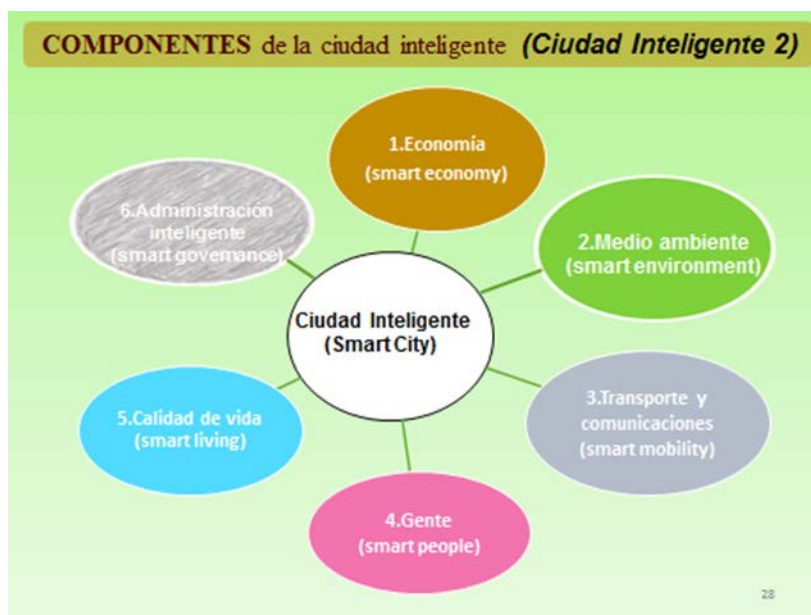 COMPONENTES de la ciudad inteligente (Ciudad Inteligente 2)
1.Economía
(smart economy)
2.Medio ambiente
(smart environment)
3.Transporte y
comunicaciones
(smart mobility)
4.Gente
(smart people)
5.Calidad de vida
(smart living)
6.Administración
inteligente
(smart governance)
Ciudad Inteligente
(Smart City)
28